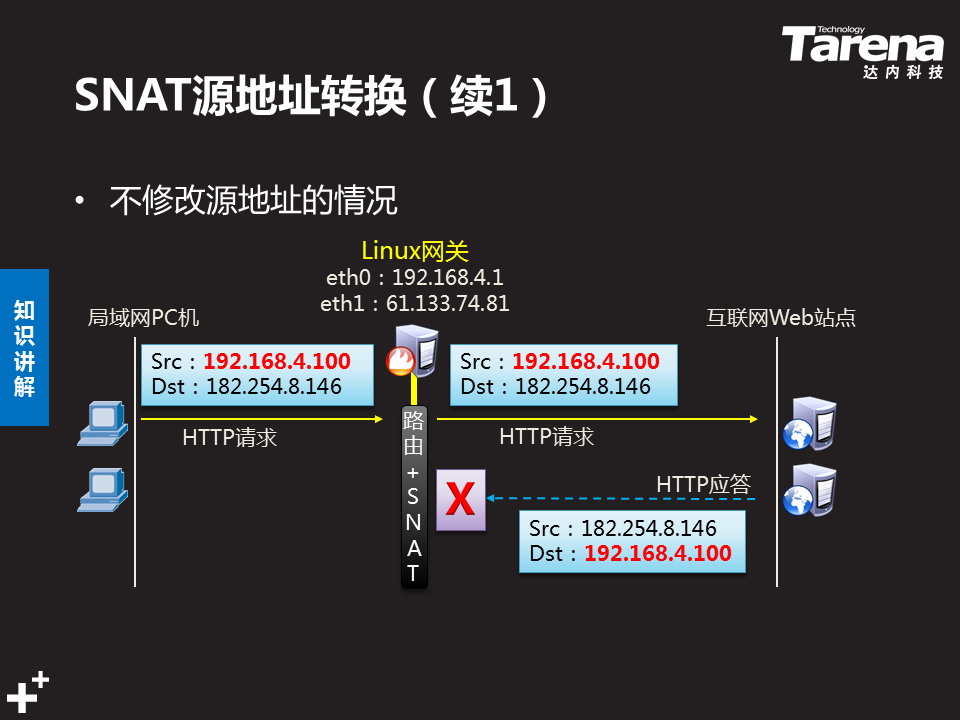 Technology
Tarena
达内科技
SNAT源地址转换（续1）
• 不修改源地址的情况
知识讲解
Linux网关
eth0：192.168.4.1
eth1：61.133.74.81
局域网PC机
互联网Web站点
Src：192.168.4.100
Dst：182.254.8.146
Src：192.168.4.100
Dst：182.254.8.146
HTTP请求
HTTP请求
路由+SNAT
X
HTTP应答
Src：182.254.8.146
Dst：192.168.4.100